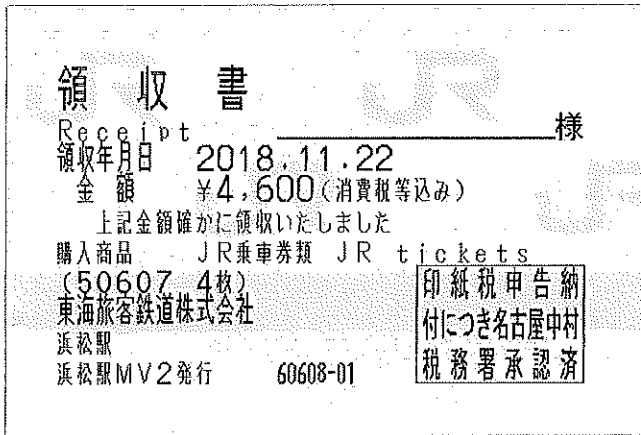 領収書
Receipt 様
領収年月日 2018.11.22
金額 ¥4,600(消費税等込み)
上記金額確かに領収いたしました
購入商品 JR乗車券類 JR tickets
(50607 4枚)
東海旅客鉄道株式会社
浜松駅
浜松駅MV2発行 60608-01
印紙税申告納
付につき名古屋中村
税務署承認済